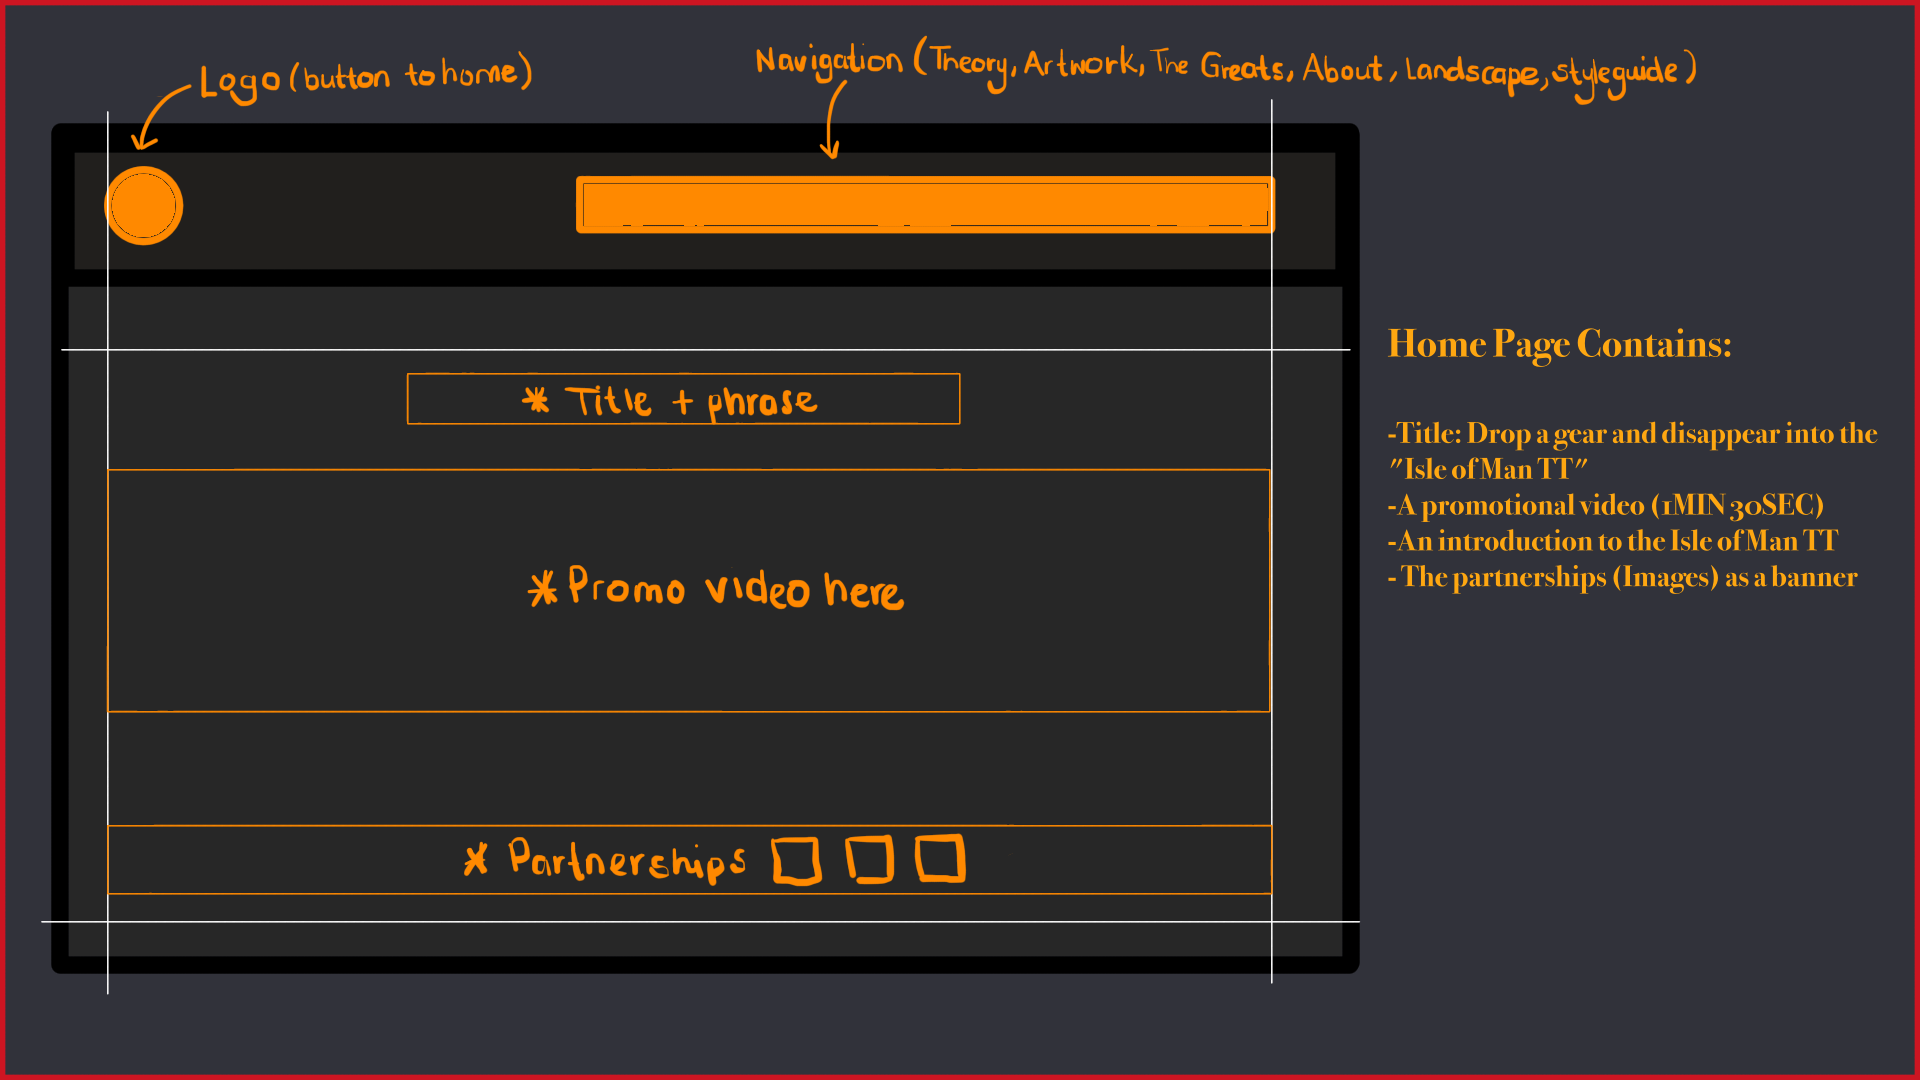 Logo (button to home)
Navigation (Theory, Artwork, The Greats, About, Landscape, styleguide)
* Title + phrase
* Promo video here
* Partnerships
Home Page Contains:
-Title: Drop a gear and disappear into the
"Isle of Man TT"
-A promotional video (1MIN 30SEC)
-An introduction to the Isle of Man TT
- The partnerships (Images) as a banner